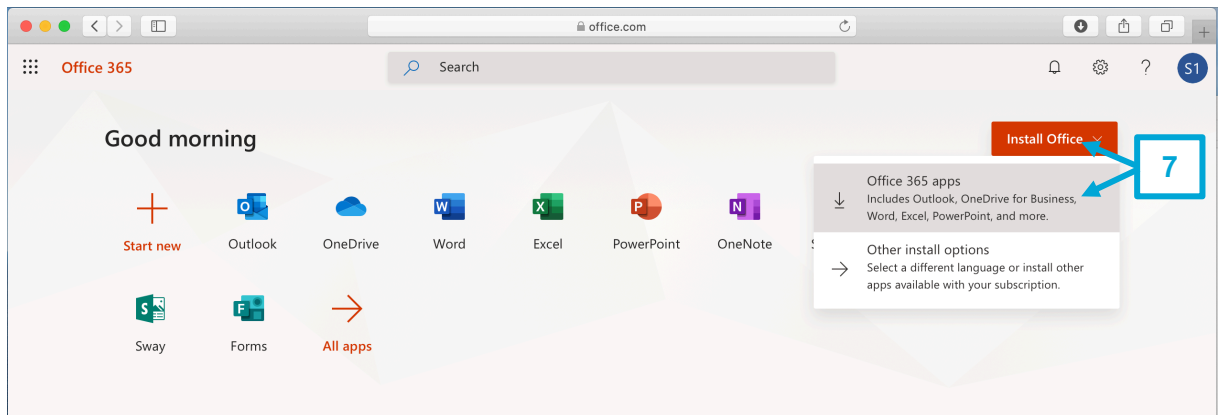 office.com
Office 365
Search
S1
Good morning
Install Office
7
Office 365 apps
Includes Outlook, OneDrive for Business,
Word, Excel, PowerPoint, and more.
Other install options
Select a different language or install other
apps available with your subscription.
Start new
Outlook
OneDrive
Word
Excel
PowerPoint
OneNote
Sway
Forms
All apps